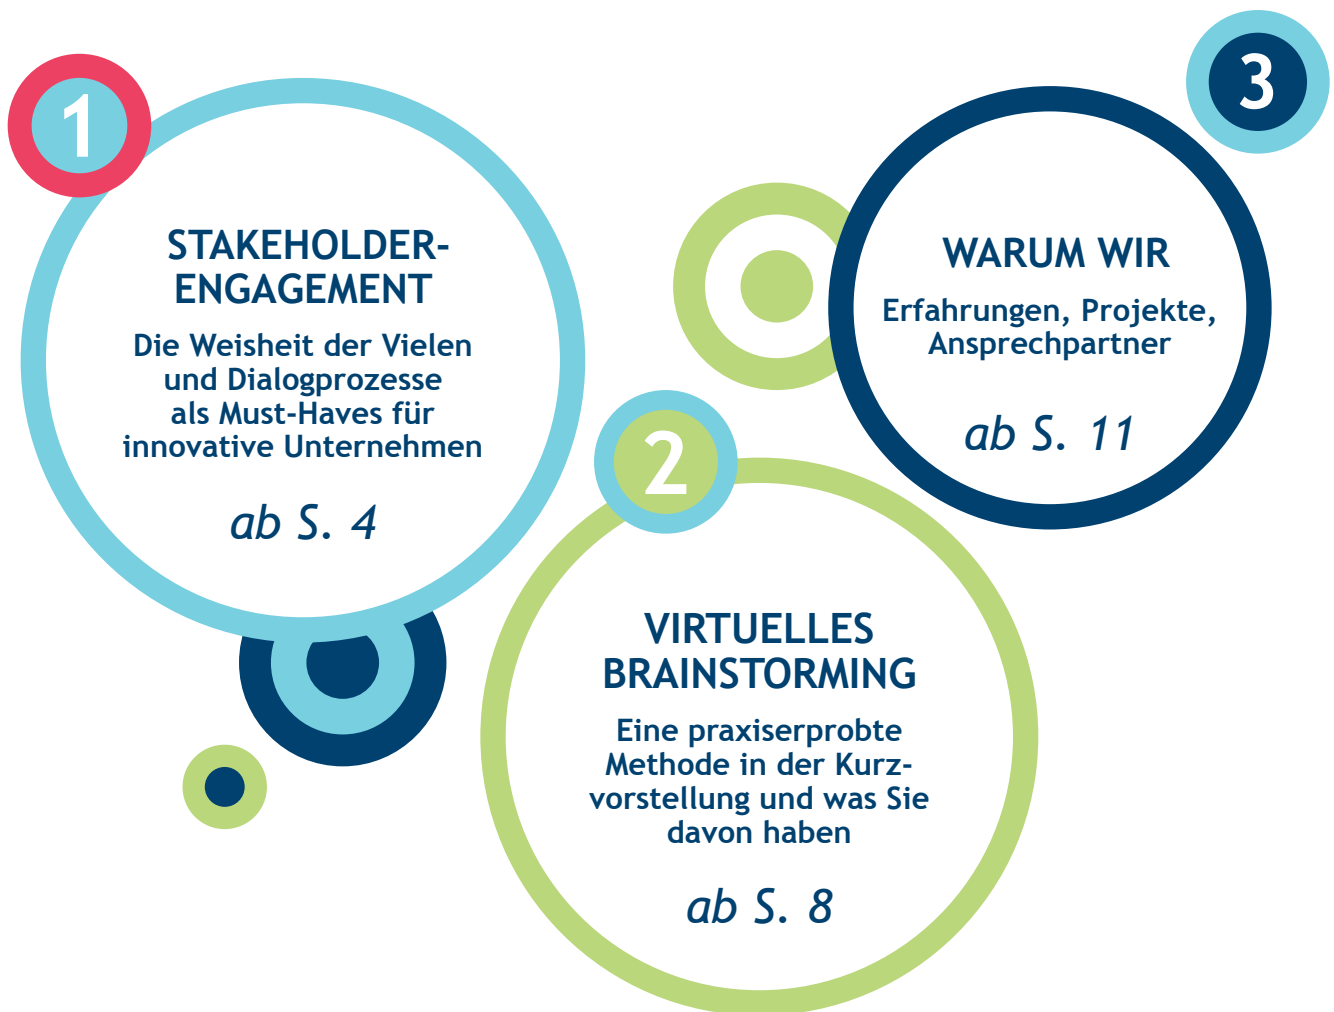 1
STAKEHOLDER-
ENGAGEMENT
Die Weisheit der Vielen
und Dialogprozesse
als Must-Haves für
innovative Unternehmen
ab S. 4
2
VIRTUELLES
BRAINSTORMING
Eine praxiserprobte
Methode in der Kurz-
vorstellung und was Sie
davon haben
ab S. 8
3
WARUM WIR
Erfahrungen, Projekte,
Ansprechpartner
ab S. 11